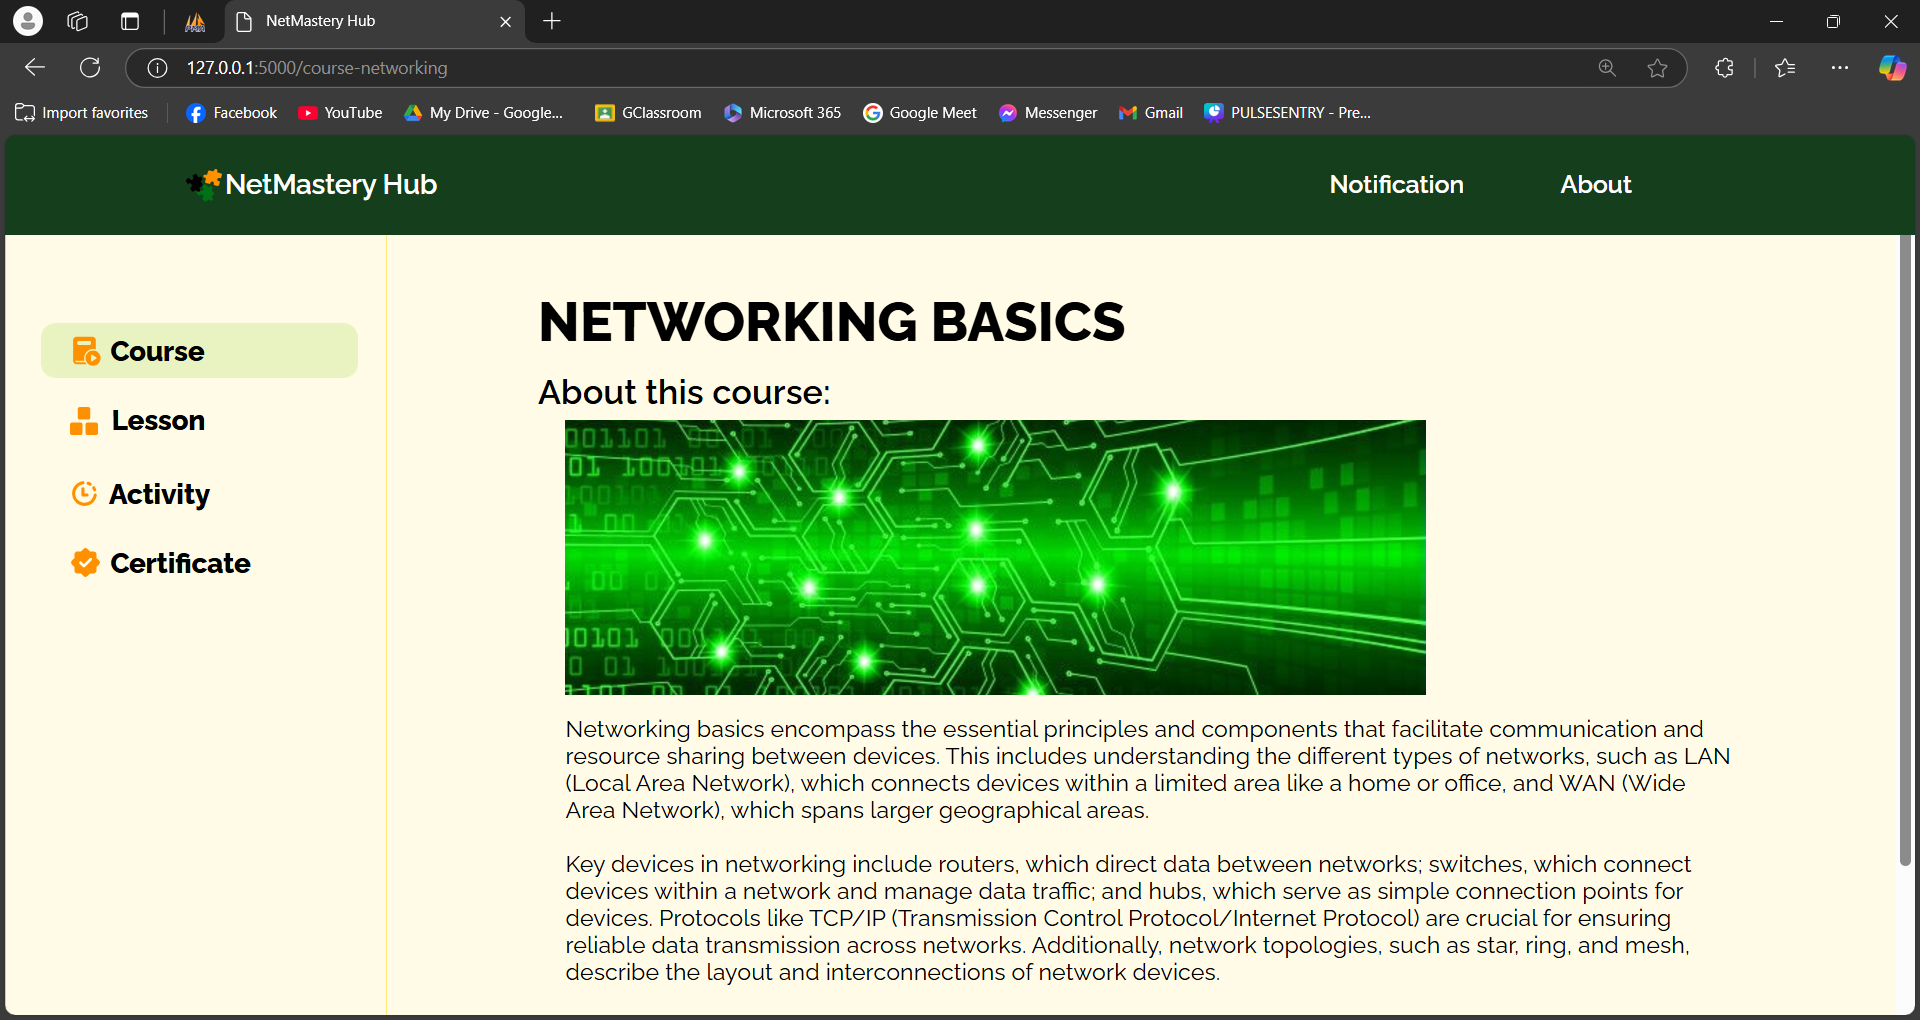 NetMastery Hub
127.0.0.1:5000/course-networking
Import favorites
Facebook
YouTube
My Drive - Google...
GClassroom
Microsoft 365
Google Meet
Messenger
Gmail
PULSESENTRY - Pre...
NetMastery Hub
Notification
About
Course
Lesson
Activity
Certificate
NETWORKING BASICS
About this course:
Networking basics encompass the essential principles and components that facilitate communication and
resource sharing between devices. This includes understanding the different types of networks, such as LAN
(Local Area Network), which connects devices within a limited area like a home or office, and WAN (Wide
Area Network), which spans larger geographical areas.
Key devices in networking include routers, which direct data between networks; switches, which connect
devices within a network and manage data traffic; and hubs, which serve as simple connection points for
devices. Protocols like TCP/IP (Transmission Control Protocol/Internet Protocol) are crucial for ensuring
reliable data transmission across networks. Additionally, network topologies, such as star, ring, and mesh,
describe the layout and interconnections of network devices.